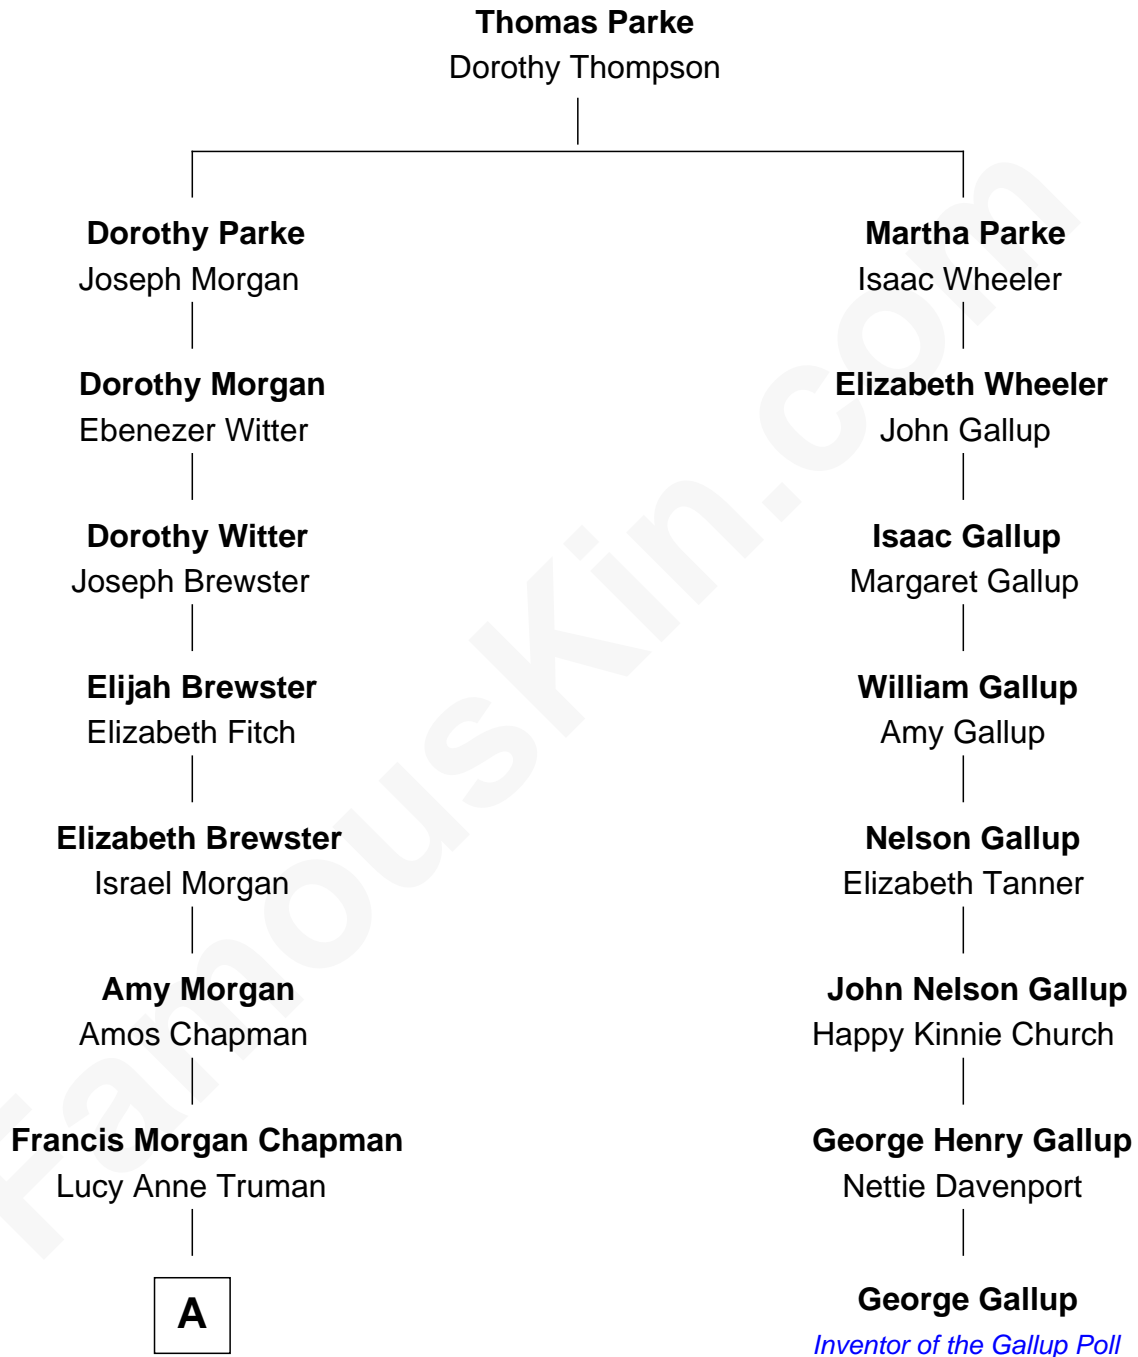 Thomas Parke
Dorothy Thompson
Dorothy Parke
Joseph Morgan
Martha Parke
Isaac Wheeler
Dorothy Morgan
Ebenezer Witter
Elizabeth Wheeler
John Gallup
Dorothy Witter
Joseph Brewster
Isaac Gallup
Margaret Gallup
Elijah Brewster
Elizabeth Fitch
William Gallup
Amy Gallup
Elizabeth Brewster
Israel Morgan
Nelson Gallup
Elizabeth Tanner
Amy Morgan
Amos Chapman
John Nelson Gallup
Happy Kinnie Church
Francis Morgan Chapman
Lucy Anne Truman
George Henry Gallup
Nettie Davenport
A
George Gallup
Inventor of the Gallup Poll
FamousKin.com